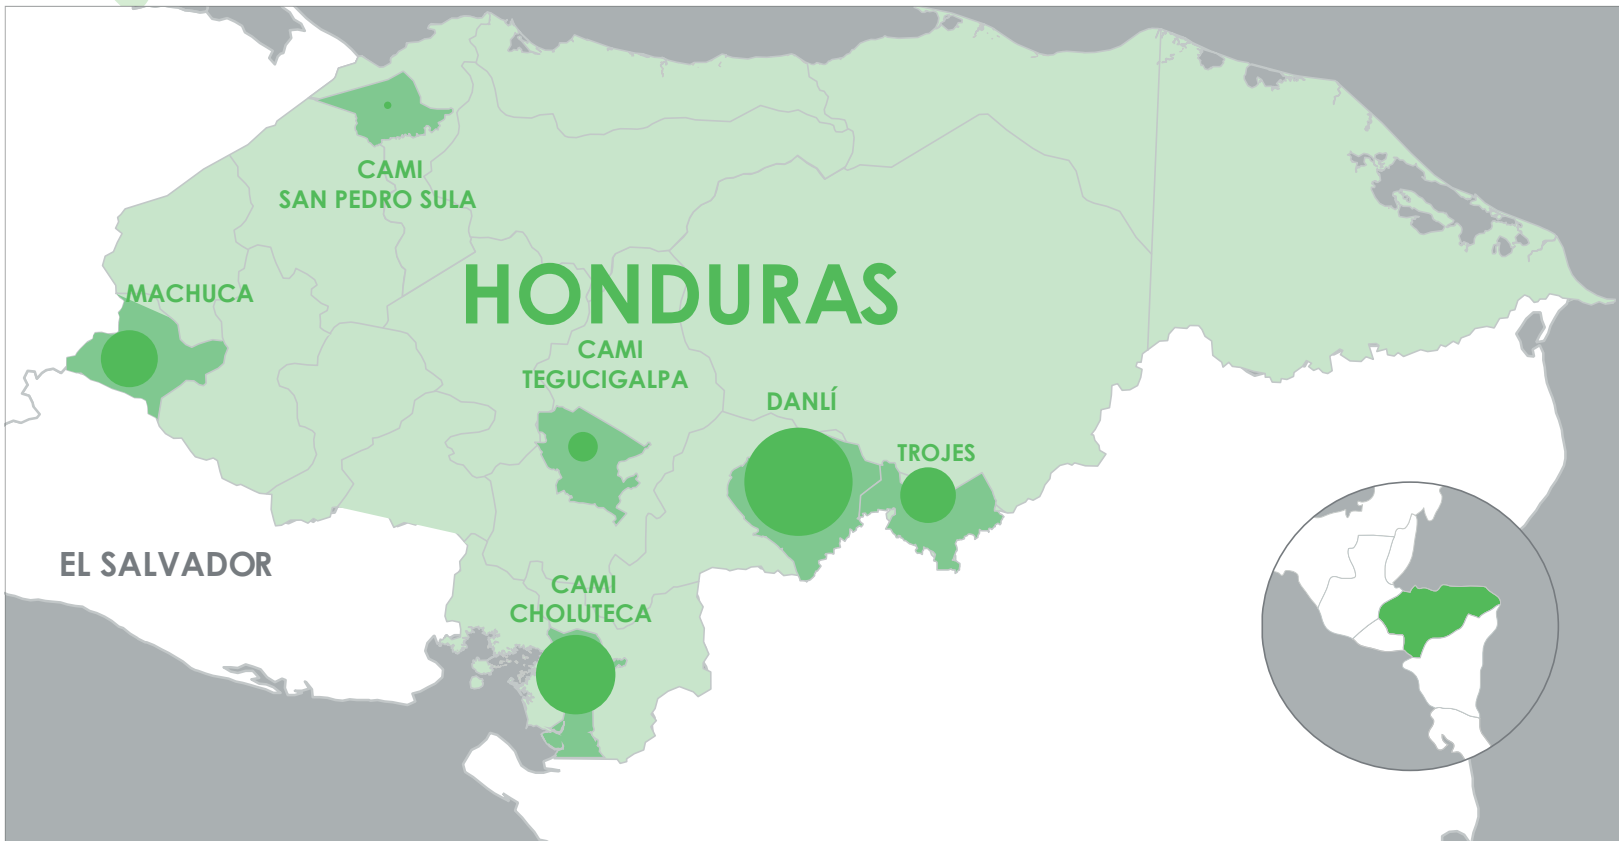 CAMI
SAN PEDRO SULA
HONDURAS
MACHUCA
CAMI
TEGUCIGALPA
DANLÍ
TROJES
EL SALVADOR
CAMI
CHOLUTECA